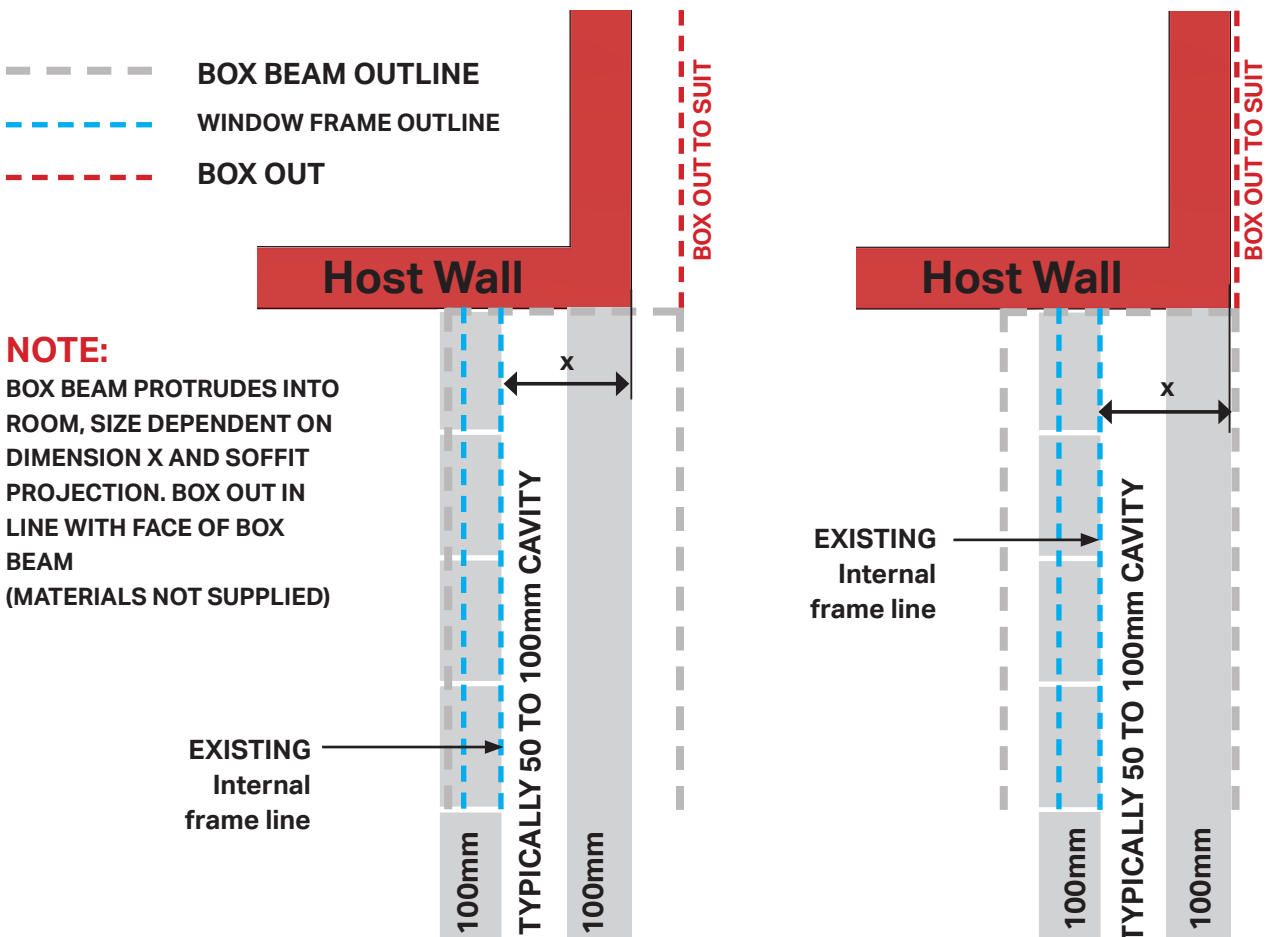 BOX BEAM OUTLINE
WINDOW FRAME OUTLINE
BOX OUT
BOX OUT TO SUIT
Host Wall
NOTE:
BOX BEAM PROTRUDES INTO
ROOM, SIZE DEPENDENT ON
DIMENSION X AND SOFFIT
PROJECTION. BOX OUT IN
LINE WITH FACE OF BOX
BEAM
(MATERIALS NOT SUPPLIED)
x
EXISTING
Internal
frame line
100mm
TYPICALLY 50 TO 100mm CAVITY
100mm
BOX OUT TO SUIT
Host Wall
x
EXISTING
Internal
frame line
100mm
TYPICALLY 50 TO 100mm CAVITY
100mm